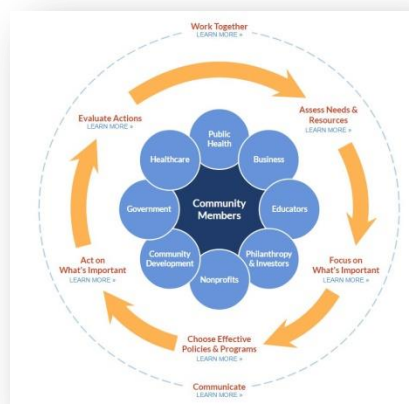 Work Together
LEARN MORE »
Evaluate Actions
LEARN MORE »
Assess Needs &
Resources
LEARN MORE »
Public
Health
Healthcare
Business
Government
Community
Members
Educators
Community
Development
Philanthropy
& Investors
Nonprofits
Act on
What's Important
LEARN MORE »
Focus on
What's Important
LEARN MORE »
Choose Effective
Policies & Programs
LEARN MORE »
Communicate
LEARN MORE »